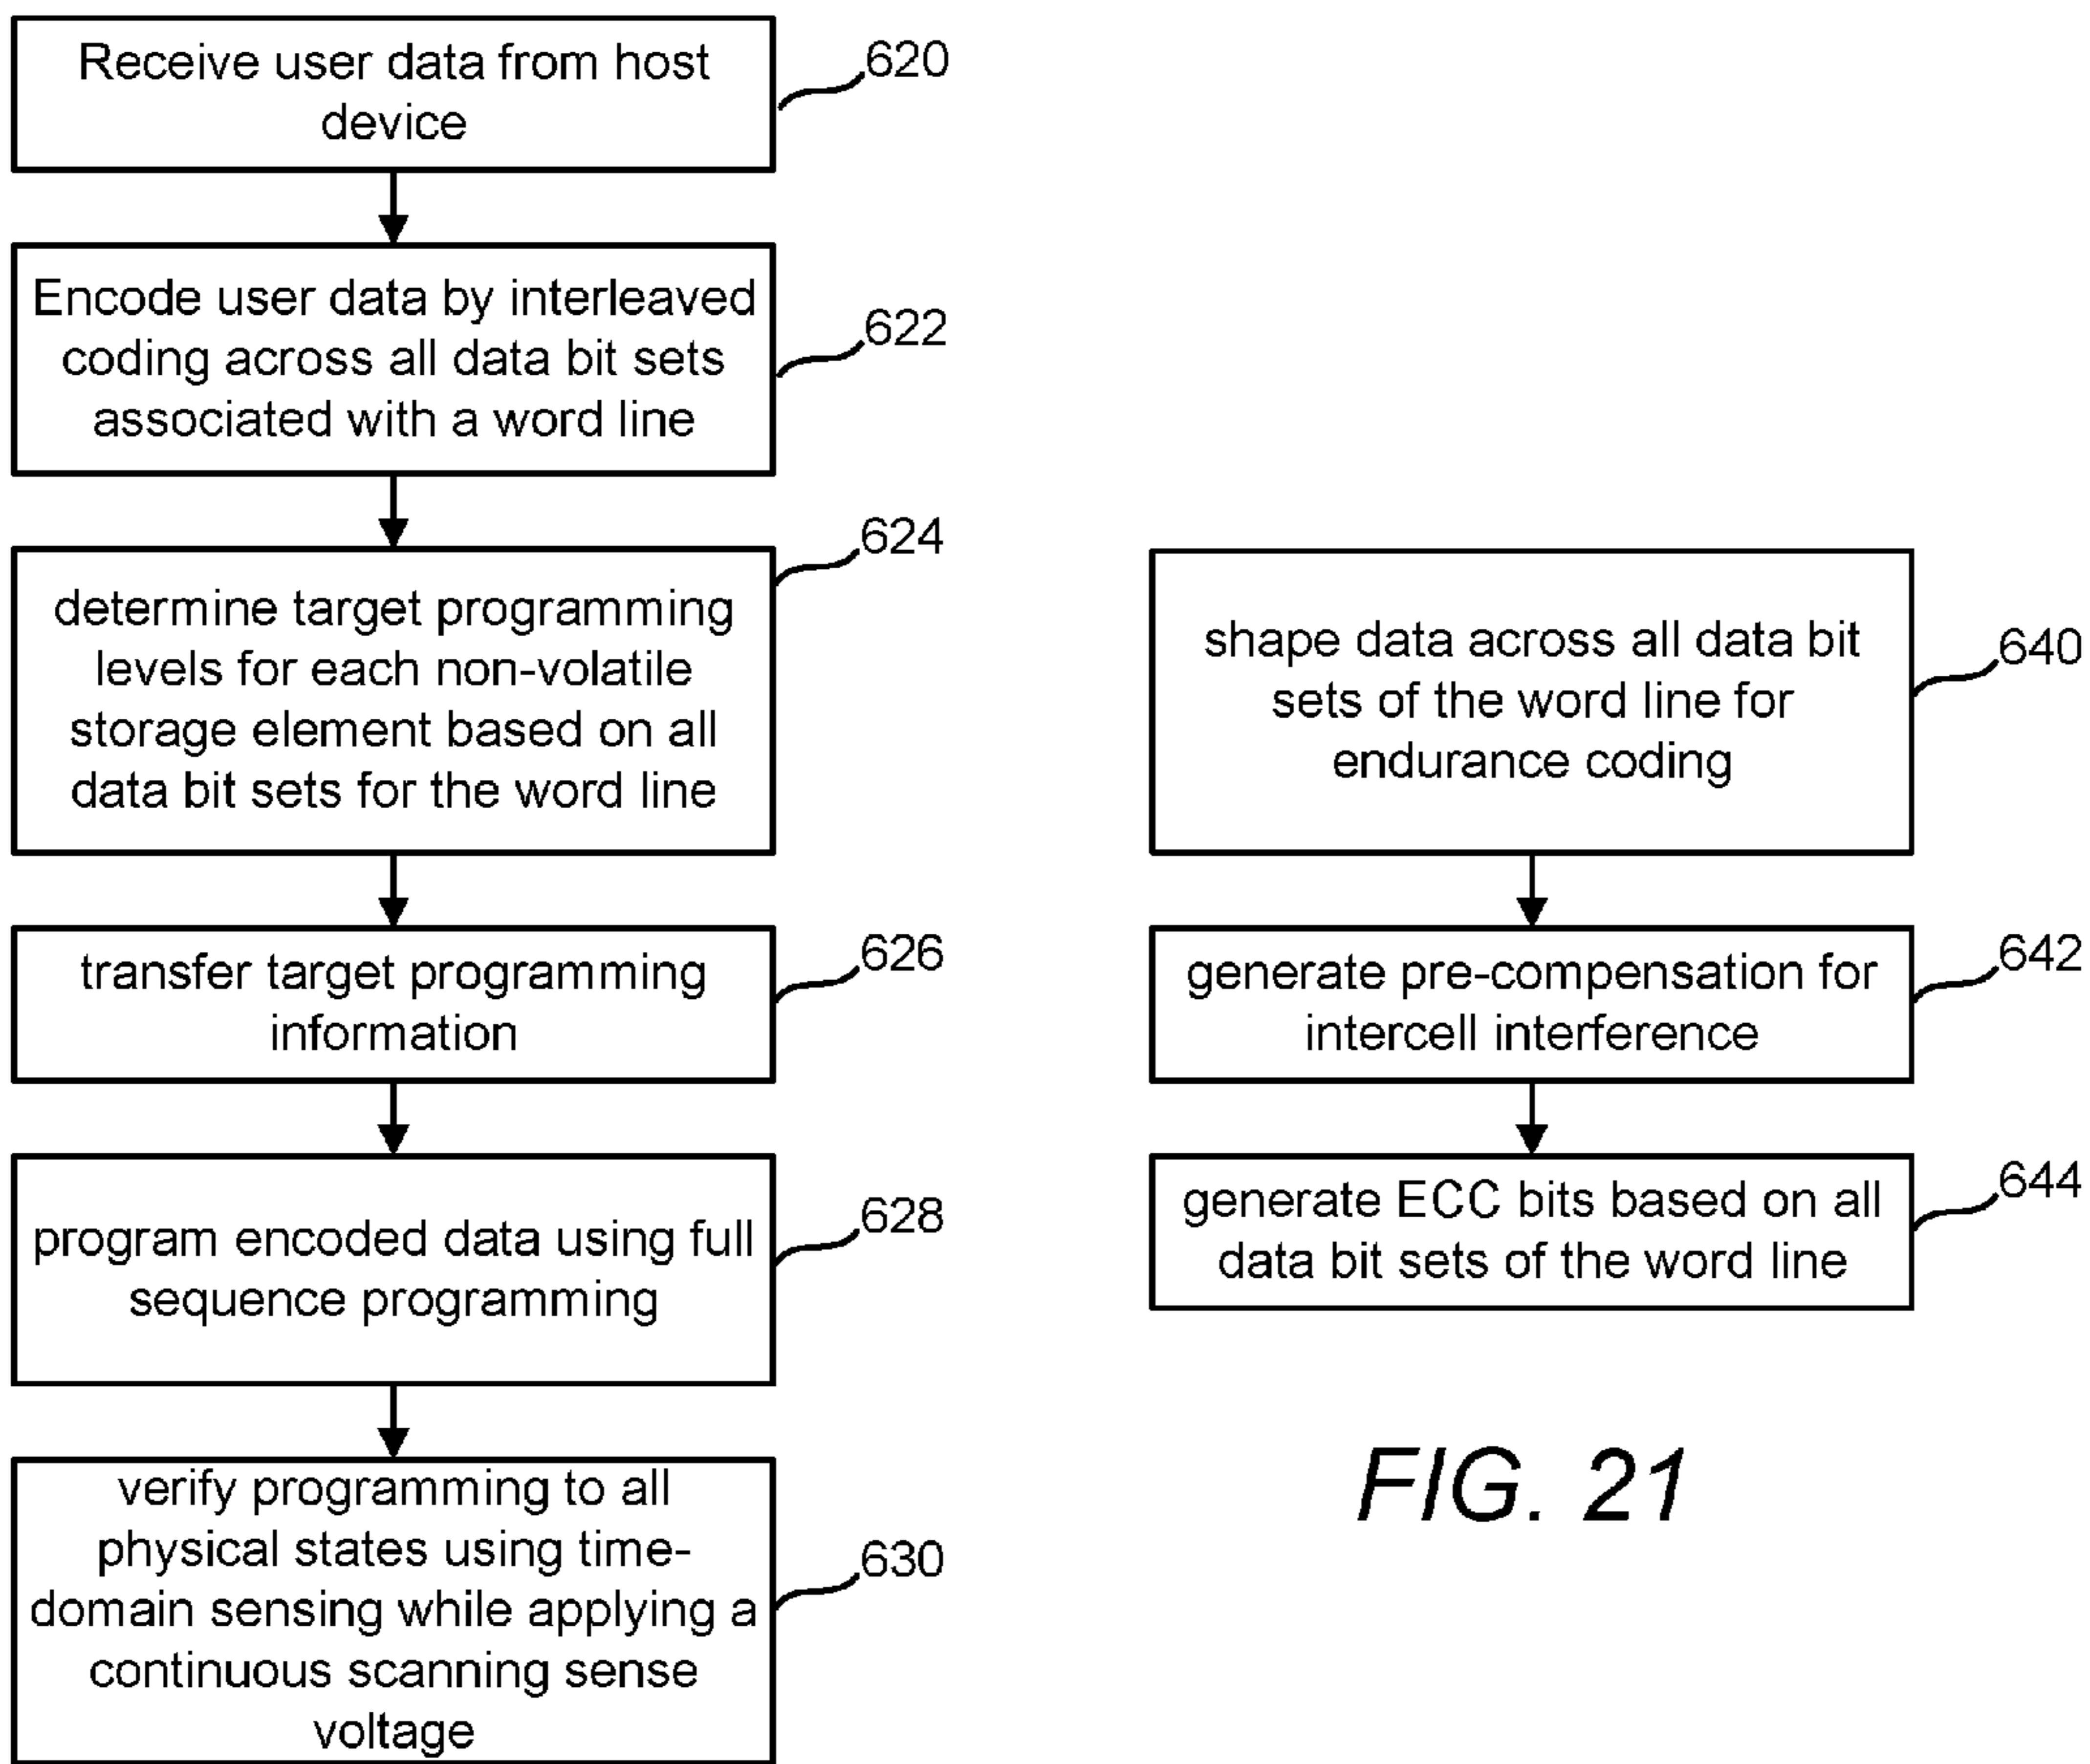 Receive user data from host
device
620
Encode user data by interleaved
coding across all data bit sets
associated with a word line
622
determine target programming
levels for each non-volatile
storage element based on all
data bit sets for the word line
624
transfer target programming
information
626
program encoded data using full
sequence programming
628
verify programming to all
physical states using time-
domain sensing while applying a
continuous scanning sense
voltage
630
shape data across all data bit
sets of the word line for
endurance coding
640
generate pre-compensation for
intercell interference
642
generate ECC bits based on all
data bit sets of the word line
644
FIG. 21